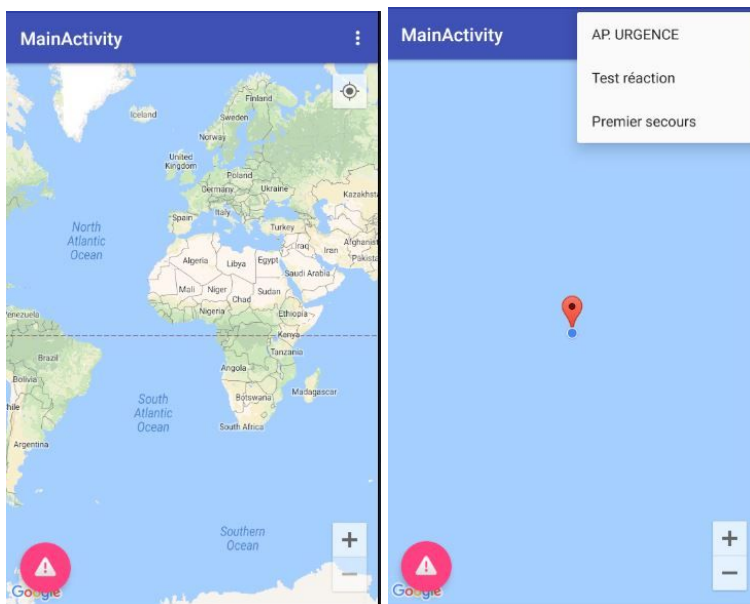 MainActivity
Iceland
Finland
Sweden
Norway
United
Kingdom
Poland
Germany
Ukraine
Kazakhst
Spain
Italy
Turkey
North
Atlantic
Ocean
Iraq
Iran
Afghanist
Pakista
Algeria
Libya
Egypt
Saudi Arabia
Mali
Niger
Chad
Sudan
Nigeria
Ethiopia
Venezuela
Kenya
Tanzania
Brazil
Angola
Bolivia
Botswana
Madagascar
South
Atlantic
Ocean
hile
South Africa
Argentina
Southern
Ocean
+
−
Google
MainActivity
AP. URGENCE
Test réaction
Premier secours
+
−
Google